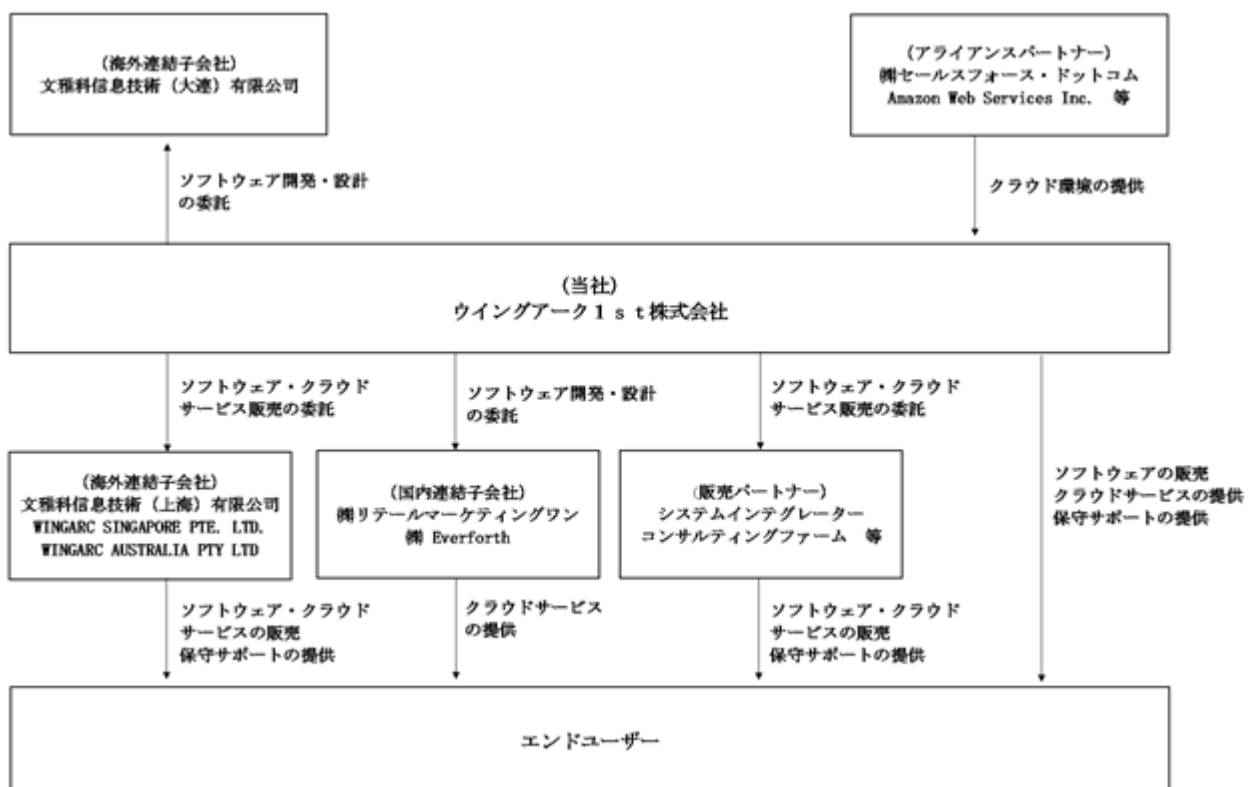 (海外連結子会社)
文雅科信息技術（大連）有限公司
(アライアンスパートナー)
㈱セールスフォース・ドットコム
Amazon Web Services Inc.　等
ソフトウェア開発・設計
の委託
クラウド環境の提供
(当社)
ウイングアーク１ｓｔ株式会社
ソフトウェア・クラウド
サービス販売の委託
ソフトウェア開発・設計
の委託
ソフトウェア・クラウド
サービス販売の委託
ソフトウェアの販売
クラウドサービスの提供
保守サポートの提供
(海外連結子会社)
文雅科信息技術（上海）有限公司
WINGARC SINGAPORE PTE. LTD.
WINGARC AUSTRALIA PTY LTD
(国内連結子会社)
㈱リテールマーケティングワン
㈱ Everforth
(販売パートナー)
システムインテグレーター
コンサルティングファーム　等
ソフトウェア・クラウド
サービスの販売
保守サポートの提供
クラウドサービス
の提供
ソフトウェア・クラウド
サービスの販売
保守サポートの提供
エンドユーザー